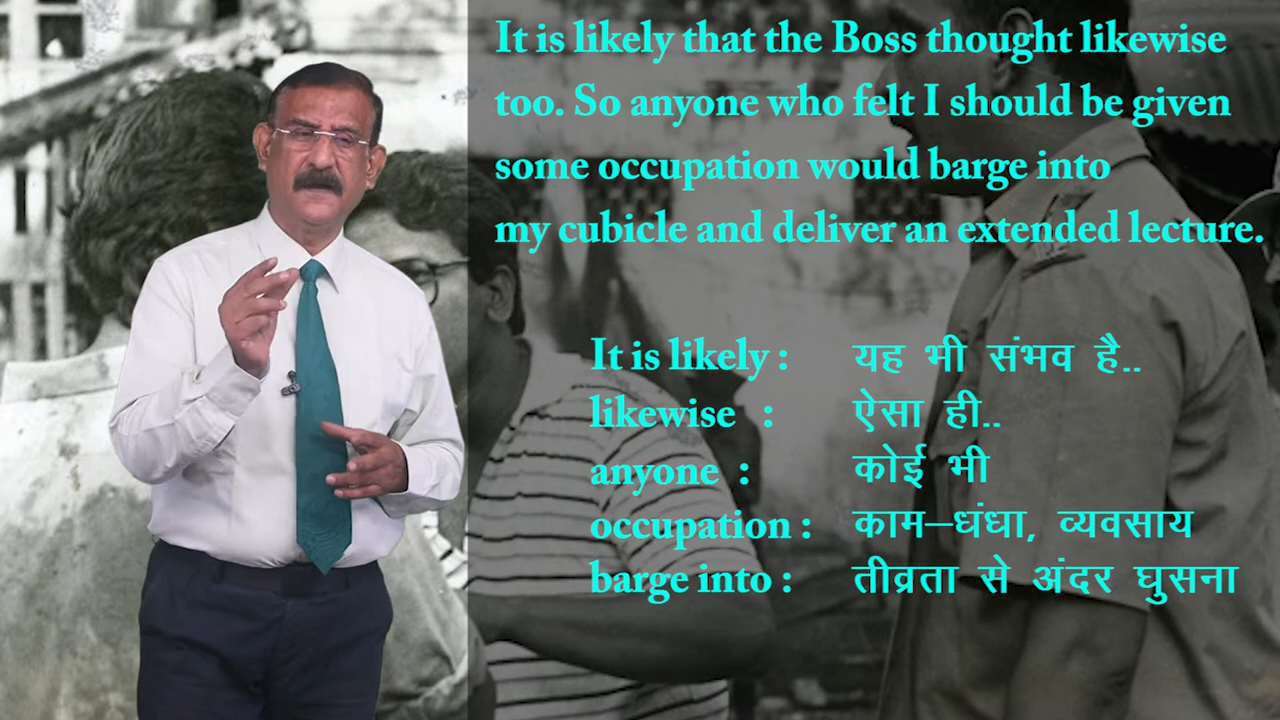 It is likely that the Boss thought likewise
too. So anyone who felt I should be given
some occupation would barge into
my cubicle and deliver an extended lecture.
It is likely : यह भी संभव है..
likewise : ऐसा ही..
anyone : कोई भी
occupation : काम–धंधा, व्यवसाय
barge into : तीव्रता से अंदर घुसना